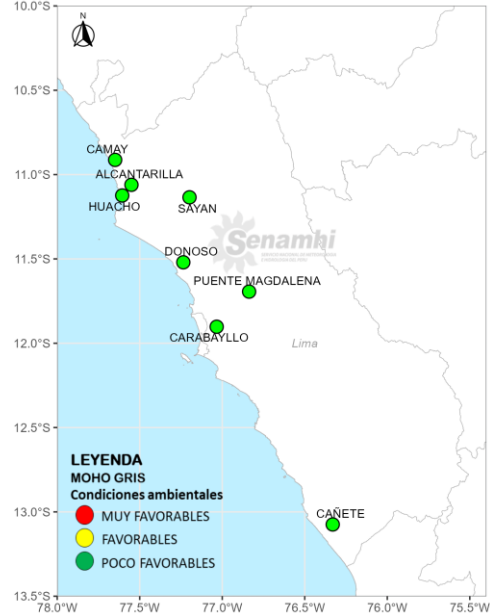 10.0°S
N
10.5°S
CAMAY
11.0°S
ALCANTARILLA
HUACHO
SAYAN
Senamhi
DONOSO
11.5°S
PUENTE MAGDALENA
CARABAYLLO
12.0°S
Lima
12.5°S
LEYENDA
MOHO GRIS
Condiciones ambientales
CAÑETE
13.0°S
MUY FAVORABLES
FAVORABLES
POCO FAVORABLES
13.5°S
78.0°W 77.5°W 77.0°W 76.5°W 76.0°W 75.5°W